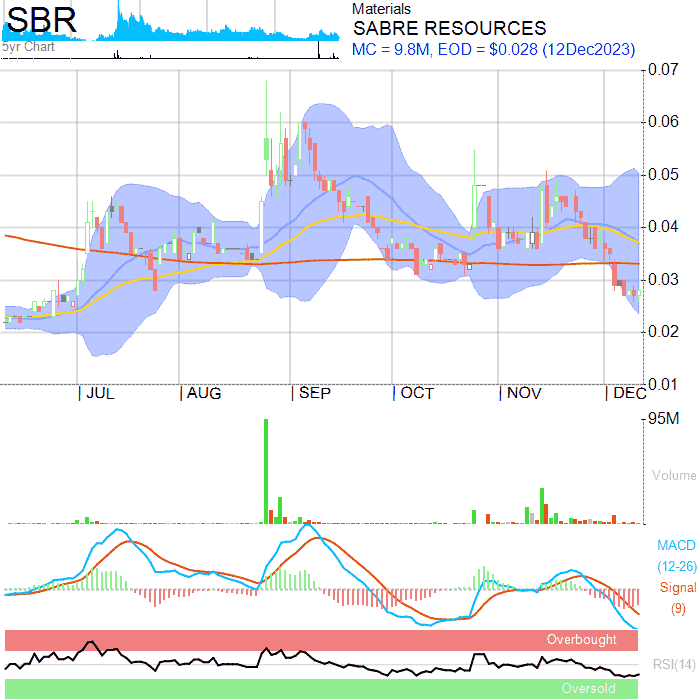 SBR
5yr Chart
Materials
SABRE RESOURCES
MC = 9.8M, EOD = $0.028 (12Dec2023)
0.07
0.06
0.05
0.04
0.03
0.02
0.01
| JUL | AUG | SEP | OCT | NOV | DEC
95M
Volume
MACD
(12-26)
Signal
(9)
Overbought
RSI(14)
Oversold